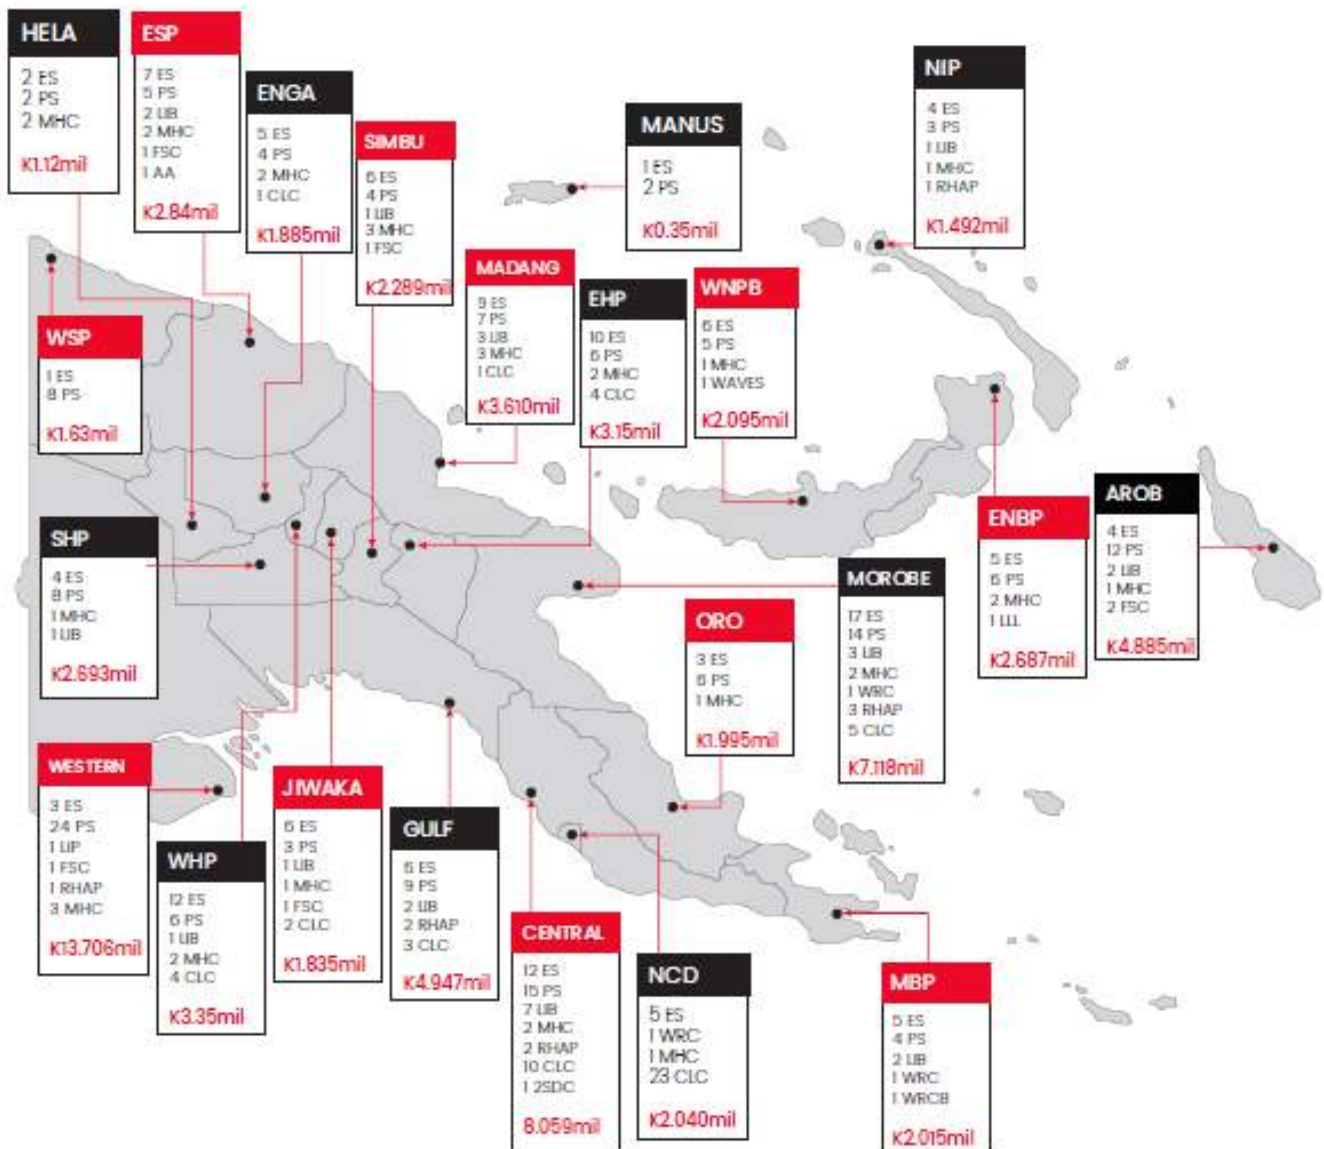 HELA
2 ES
2 PS
2 MHC
K1.12mil
ESP
7 ES
5 PS
2 LIB
2 MHC
1 FSC
1 AA
K2.84mil
ENGA
5 ES
4 PS
2 MHC
1 CLC
K1.885mil
SIMBU
6 ES
4 PS
1 LIB
3 MHC
1 FSC
K2.289mil
MADANG
9 ES
7 PS
3 LIB
3 MHC
1 CLC
K3.610mil
EHP
10 ES
6 PS
2 MHC
4 CLC
K3.15mil
MANUS
1 ES
2 PS
K0.35mil
WNPB
6 ES
5 PS
1 MHC
1 WAVES
K2.095mil
NIP
4 ES
3 PS
1 LIB
1 MHC
1 RHAP
K1.492mil
WSP
1 ES
8 PS
K1.63mil
SHP
4 ES
8 PS
1 MHC
1 LIB
K2.693mil
ENBP
5 ES
6 PS
2 MHC
1 LLL
K2.687mil
AROB
4 ES
12 PS
2 LIB
1 MHC
2 FSC
K4.885mil
MOROBE
17 ES
14 PS
3 LIB
2 MHC
1 WRC
3 RHAP
5 CLC
K7.118mil
ORO
3 ES
6 PS
1 MHC
K1.995mil
WESTERN
3 ES
24 PS
1 LIP
1 FSC
1 RHAP
3 MHC
K13.706mil
WHP
12 ES
6 PS
1 LIB
2 MHC
4 CLC
K3.35mil
JIWAKA
6 ES
3 PS
1 LIB
1 MHC
1 FSC
2 CLC
K1.835mil
GULF
6 ES
9 PS
2 LIB
2 RHAP
3 CLC
K4.947mil
CENTRAL
12 ES
15 PS
7 LIB
2 MHC
2 RHAP
10 CLC
1 2SDC
8.059mil
NCD
5 ES
1 WRC
1 MHC
23 CLC
K2.040mil
MBP
5 ES
4 PS
2 LIB
1 WRC
1 WRCB
K2.015mil